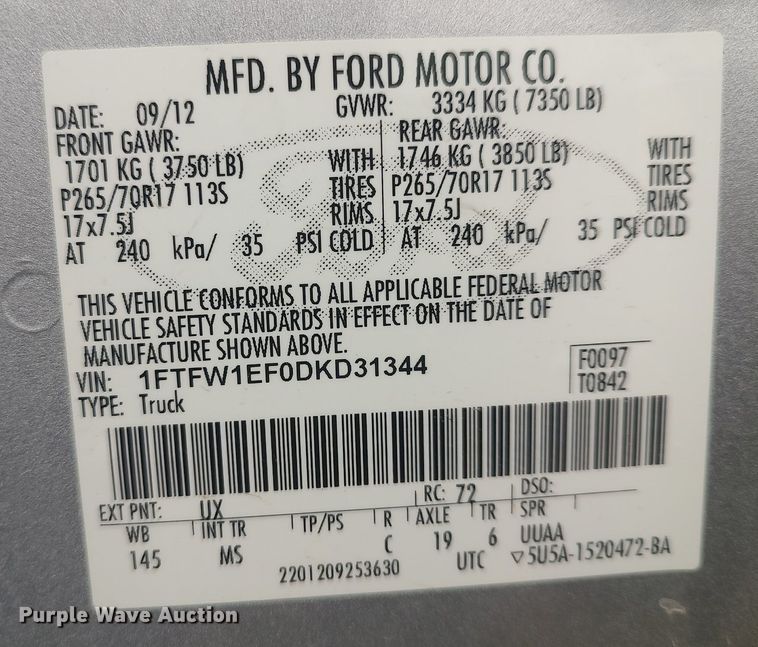 MFD. BY FORD MOTOR CO.
DATE: 09/12 GVWR: 3334 KG ( 7350 LB)
FRONT GAWR: REAR GAWR:
1701 KG ( 3750 LB) WITH 1746 KG ( 3850 LB) WITH
P265/70R17 113S TIRES P265/70R17 113S TIRES
17x7.5J RIMS 17x7.5J RIMS
AT 240 kPa/ 35 PSI COLD AT 240 kPa/ 35 PSI COLD
THIS VEHICLE CONFORMS TO ALL APPLICABLE FEDERAL MOTOR
VEHICLE SAFETY STANDARDS IN EFFECT ON THE DATE OF
MANUFACTURE SHOWN ABOVE.
VIN: 1FTFW1EF0DKD31344 F0097
TYPE: Truck T0842
EXT PNT: UX RC: 72 DSO:
WB INT TR TP/PS R AXLE TR SPR
145 MS C 19 6 UUAA
2201209253630 UTC ▽5U5A-1520472-BA
Ford
Purple Wave Auction